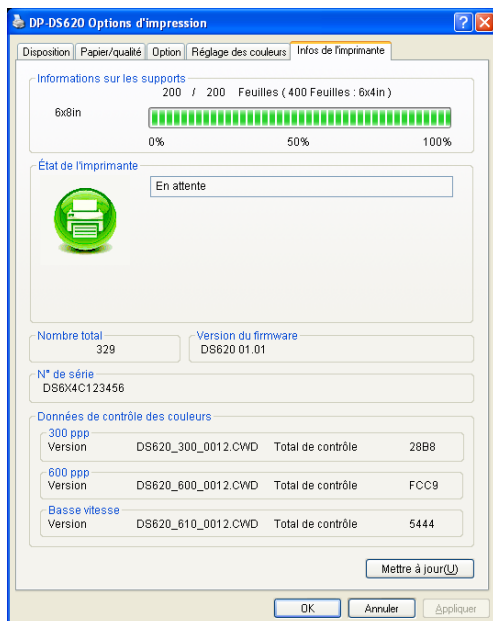 DP-DS620 Options d'impression
Disposition Papier/qualité Option Réglage des couleurs Infos de l'imprimante
Informations sur les supports
200 / 200 Feuilles ( 400 Feuilles : 6x4in )
6x8in
0% 50% 100%
État de l'imprimante
En attente
Nombre total
329
Version du firmware
DS620 01.01
N° de série
DS6X4C123456
Données de contrôle des couleurs
300 ppp
Version DS620_300_0012.CWD Total de contrôle 28B8
600 ppp
Version DS620_600_0012.CWD Total de contrôle FCC9
Basse vitesse
Version DS620_610_0012.CWD Total de contrôle 5444
Mettre à jour(U)
OK Annuler Appliquer